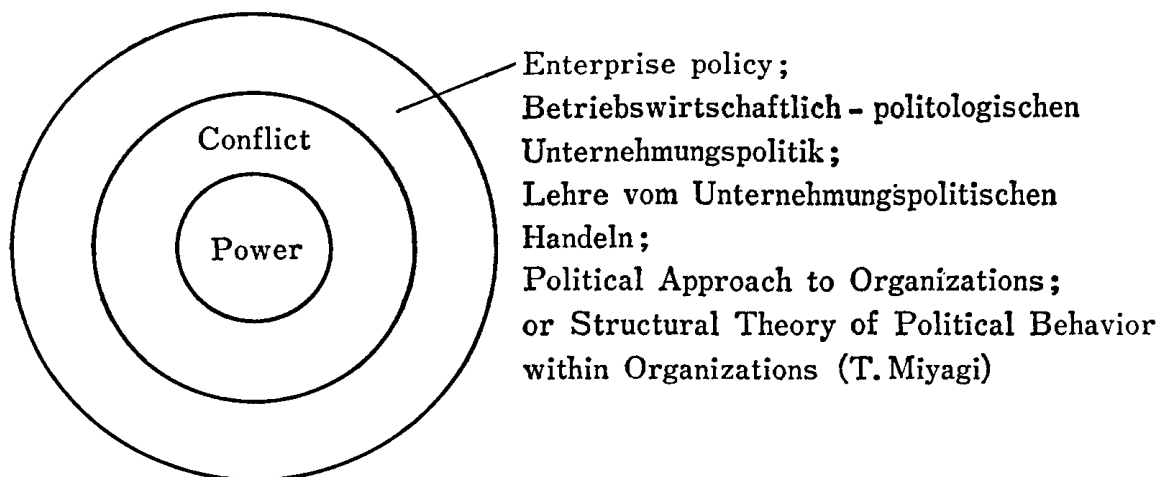 Enterprise policy;
Betriebswirtschaftlich-politologischen
Conflict
Unternehmungspolitik;
Lehre vom Unternehmungspolitischen
Power
Handeln;
Political Approach to Organizations;
or Structural Theory of Political Behavior
within Organizations (T. Miyagi)